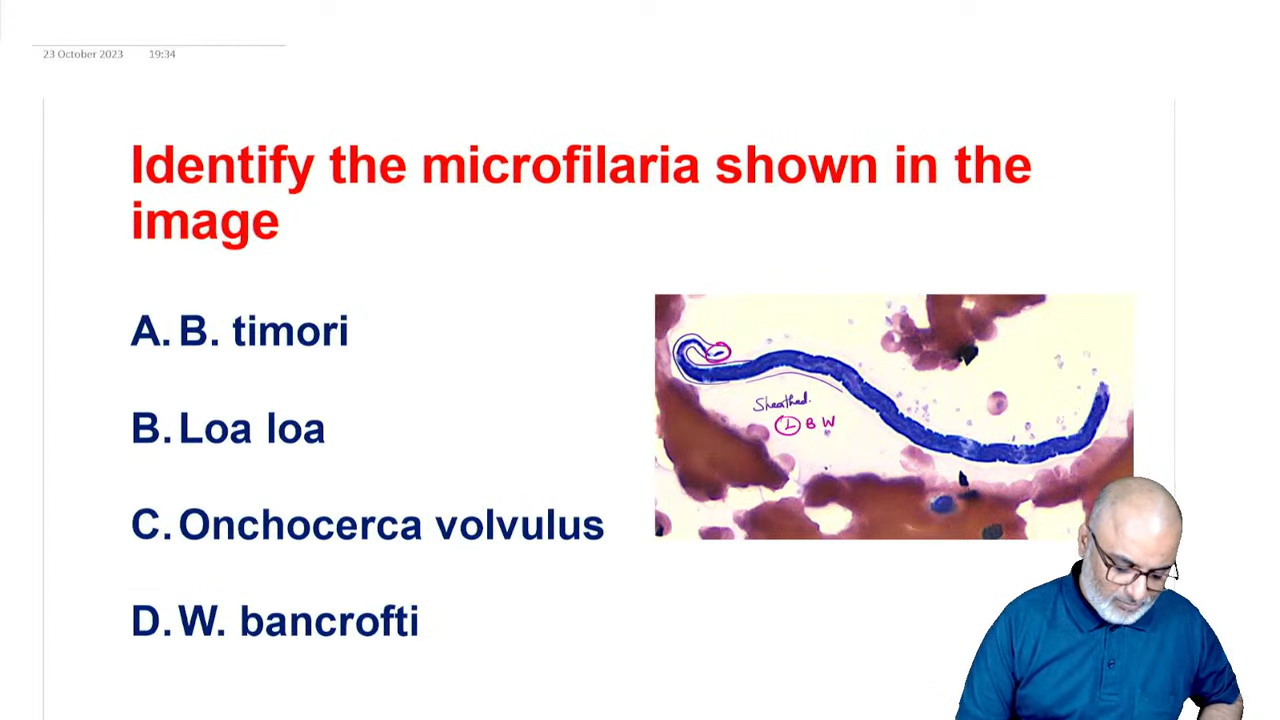 23 October 2023 19:34
Identify the microfilaria shown in the
image
A. B. timori
B. Loa loa
C. Onchocerca volvulus
D. W. bancrofti
Sheathed.
L B W